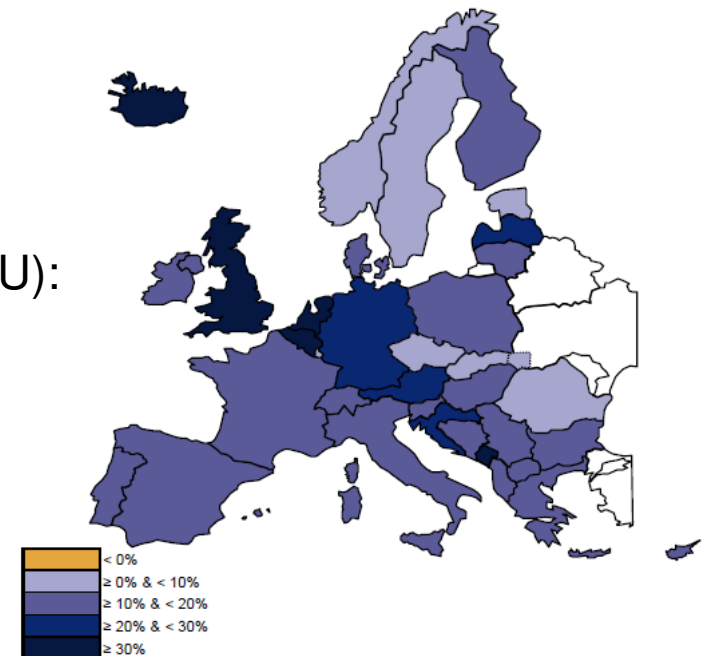 U):
< 0%
≥ 0% & < 10%
≥ 10% & < 20%
≥ 20% & < 30%
≥ 30%